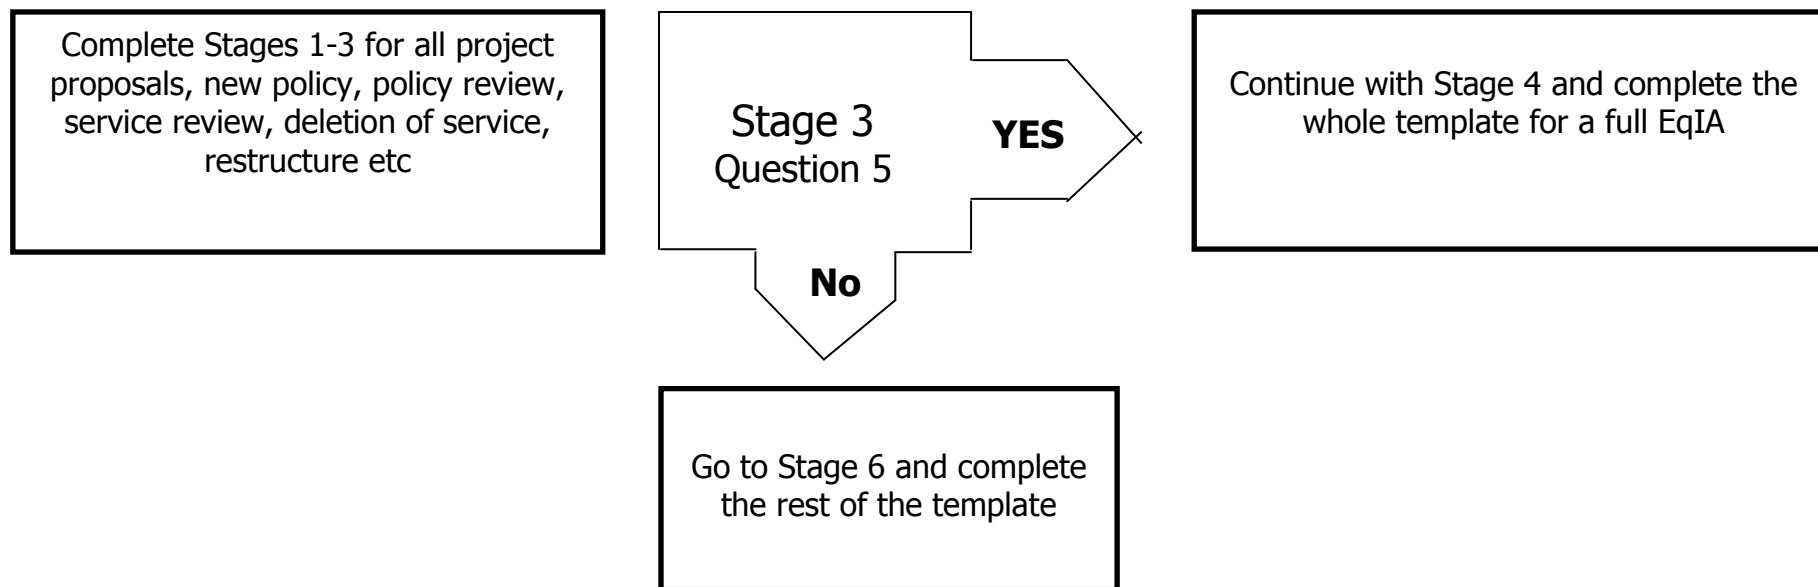 Complete Stages 1-3 for all project
proposals, new policy, policy review,
service review, deletion of service,
restructure etc
Stage 3
Question 5
YES
No
Continue with Stage 4 and complete the
whole template for a full EqIA
Go to Stage 6 and complete
the rest of the template